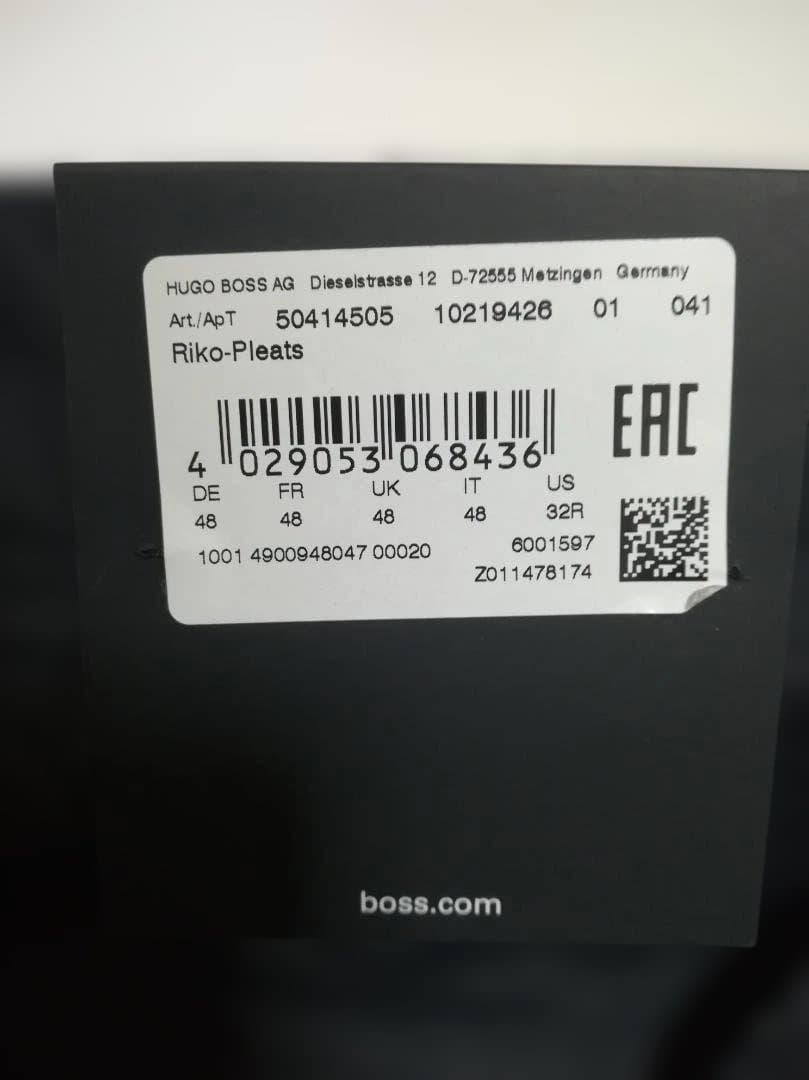 HUGO BOSS AG Dieselstrasse 12 D-72555 Metzingen Germany
Art./ApT 50414505 10219426 01 041
Riko-Pleats
EAC
4 029053 068436
DE FR UK IT US
48 48 48 48 32R
1001 4900948047 00020 6001597
Z011478174
boss.com